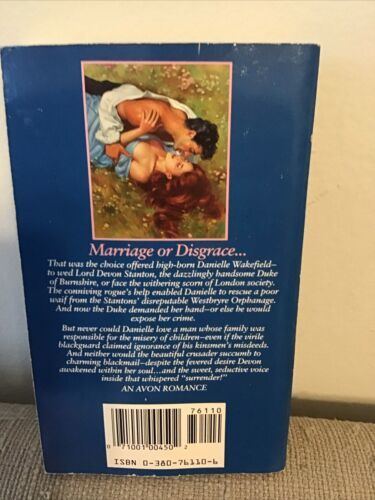 Marriage or Disgrace...
That was the choice offered high-born Danielle Wakefield—
to wed Lord Devon Stanton, the dazzlingly handsome Duke
of Burnshire, or face the withering scorn of London society.
The conniving rogue's help enabled Danielle to rescue a poor
waif from the Stantons' disreputable Westbryre Orphanage.
And now the Duke demanded her hand—or else he would
expose her crime.
But never could Danielle love a man whose family was
responsible for the misery of children—even if the virile
blackguard claimed ignorance of his kinsmen's misdeeds.
And neither would the beautiful crusader succumb to
charming blackmail—despite the fevered desire Devon
awakened within her soul...and the sweet, seductive voice
inside that whispered "surrender!"
AN AVON ROMANCE
76110
0 71001 00450 2
ISBN 0-380-76110-6